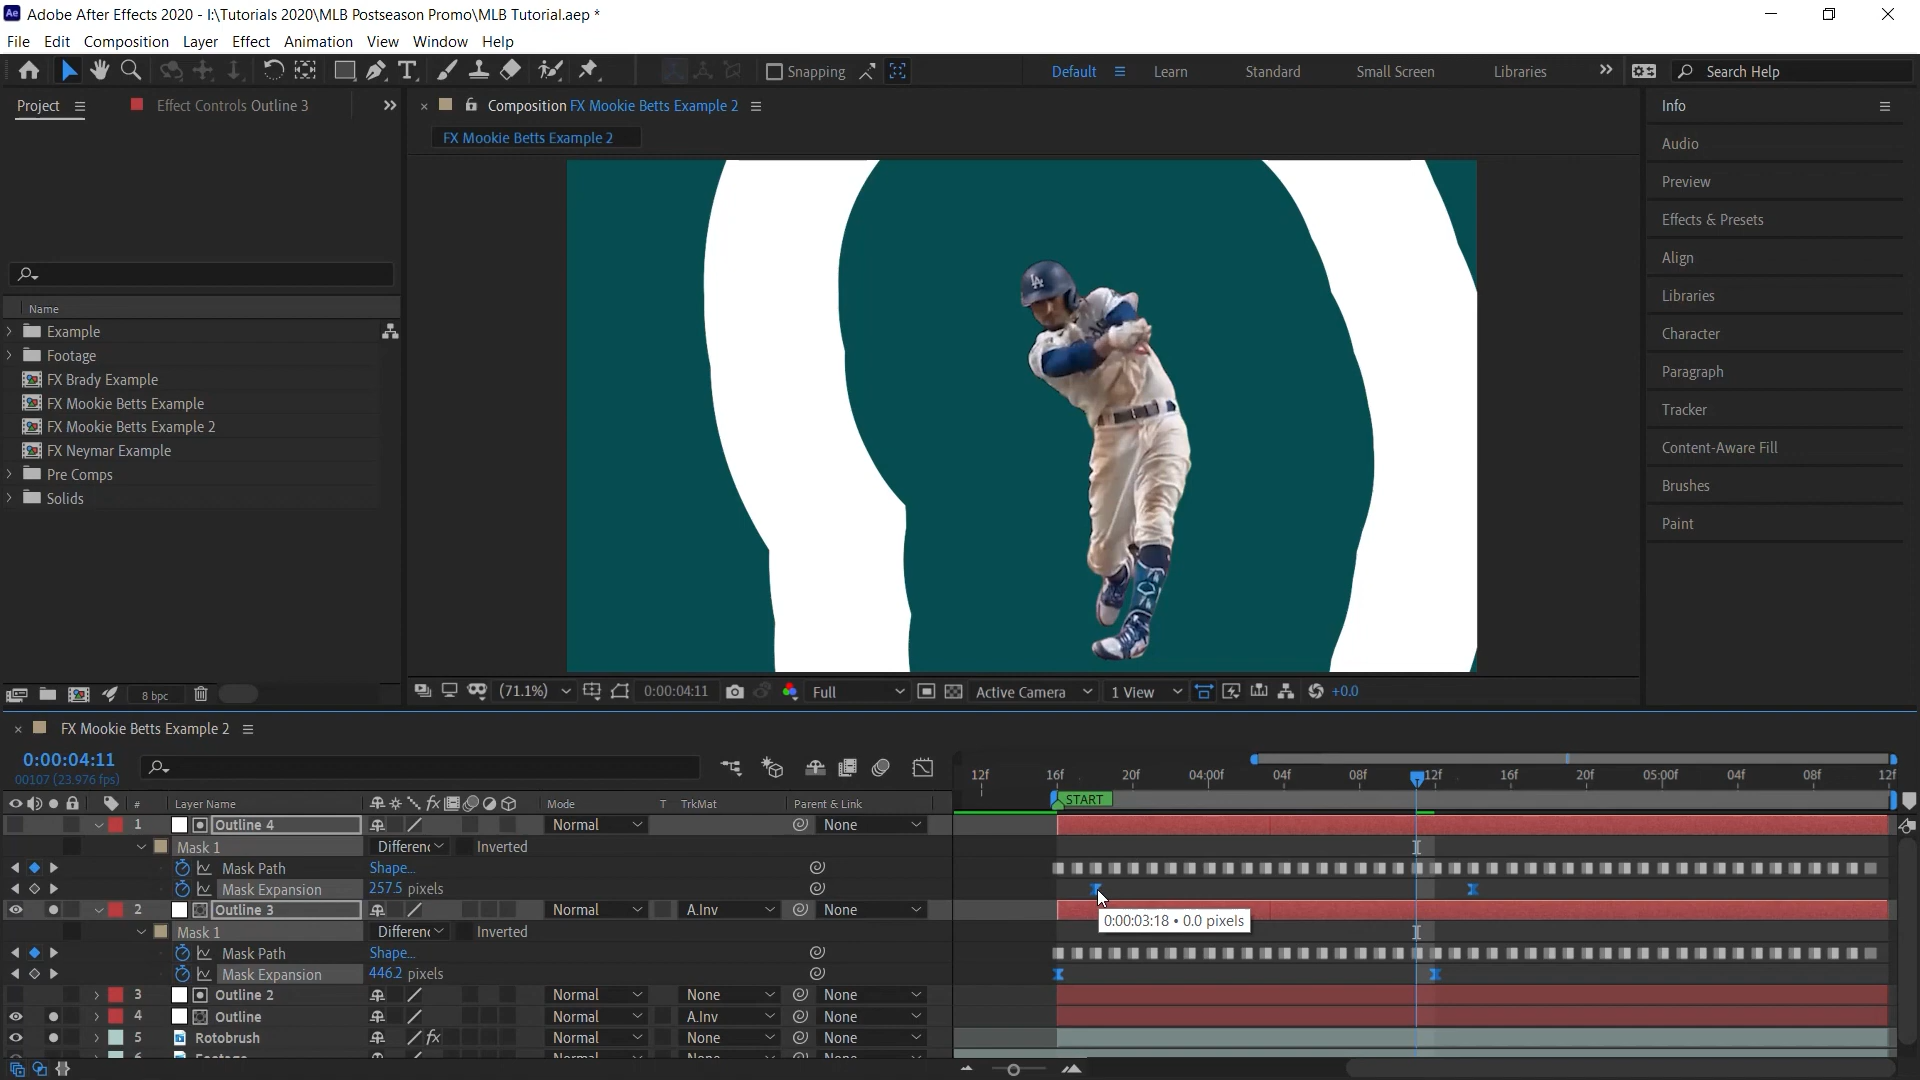 Ae Adobe After Effects 2020 - I:\Tutorials 2020\MLB Postseason Promo\MLB Tutorial.aep *
File Edit Composition Layer Effect Animation View Window Help
Snapping Default Learn Standard Small Screen Libraries Search Help
Project Effect Controls Outline 3
Composition FX Mookie Betts Example 2
FX Mookie Betts Example 2
Name
Example
Footage
FX Brady Example
FX Mookie Betts Example
FX Mookie Betts Example 2
FX Neymar Example
Pre Comps
Solids
8 bpc
LA
(71.1%) 0:00:04:11 Full Active Camera 1 View +0.0
Info
Audio
Preview
Effects & Presets
Align
Libraries
Character
Paragraph
Tracker
Content-Aware Fill
Brushes
Paint
FX Mookie Betts Example 2
0:00:04:11
00107 (23.976 fps)
12f 16f 20f 04:00f 04f 08f 12f 16f 20f 05:00f 04f 08f 12f
# Layer Name fx Mode T TrkMat Parent & Link
START
1 Outline 4 Normal None
Mask 1 Differenc Inverted
Mask Path Shape...
Mask Expansion 257.5 pixels
2 Outline 3 Normal A.Inv None
0:00:03:18 • 0.0 pixels
Mask 1 Differenc Inverted
Mask Path Shape...
Mask Expansion 446.2 pixels
3 Outline 2 Normal None None
4 Outline Normal A.Inv None
5 Rotobrush fx Normal None None